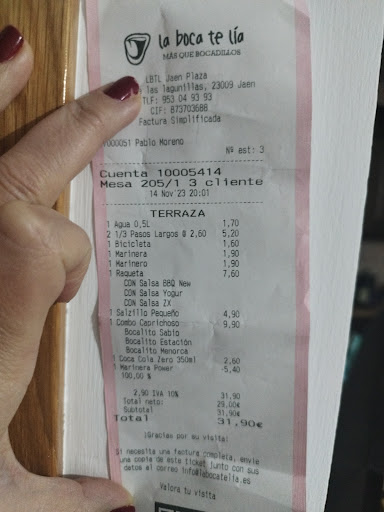 la boca te lía
MÁS QUE BOCADILLOS
LBTL Jaen Plaza
las lagunillas, 23009 Jaen
TLF: 953 04 93 93
CIF: B73703688
Factura Simplificada
1000051 Pablo Moreno
Nº est: 3
Cuenta 10005414
Mesa 205/1 3 cliente
14 Nov'23 20:01
TERRAZA
1 Agua 0,5L 1,70
2 1/3 Pasos Largos @ 2,60 5,20
1 Bicicleta 1,60
1 Marinera 1,90
1 Marinero 1,90
1 Raqueta 7,60
CON Salsa BBQ New
CON Salsa Yogur
CON Salsa ZX
1 Salzillo Pequeño 4,90
1 Combo Caprichoso 9,90
Bocalito Sabio
Bocalito Estación
Bocalito Menorca
1 Coca Cola Zero 350ml 2,60
1 Marinera Power -5,40
100,00 %
2,90 IVA 10% 31,90
Total neto: 29,00€
Subtotal 31,90€
Total 31,90€
¡Gracias por su visita!
Si necesita una factura completa, envie
una copia de este ticket junto con sus
datos al correo info@labocatelia.es
Valora tu visita